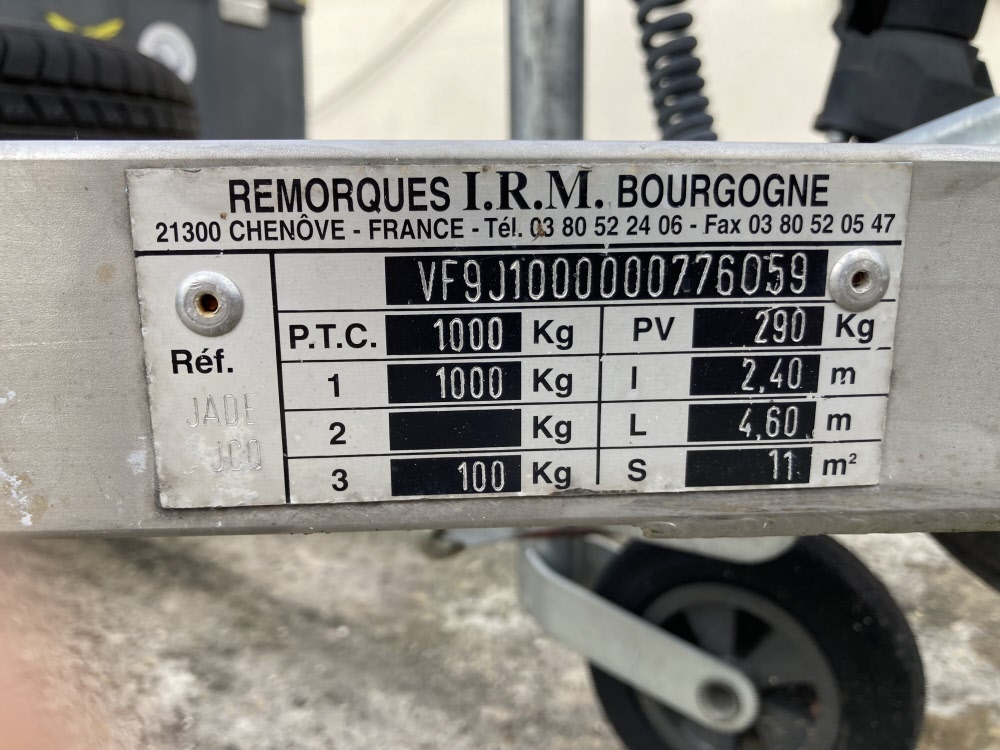 REMORQUES I.R.M. BOURGOGNE
21300 CHENÔVE - FRANCE - Tél. 03 80 52 24 06 - Fax 03 80 52 05 47
VF9J1000000776059
Réf.
JADE
JCQ
P.T.C. 1000 Kg PV 290 Kg
1 1000 Kg l 2,40 m
2 Kg L 4,60 m
3 100 Kg S 11 m²